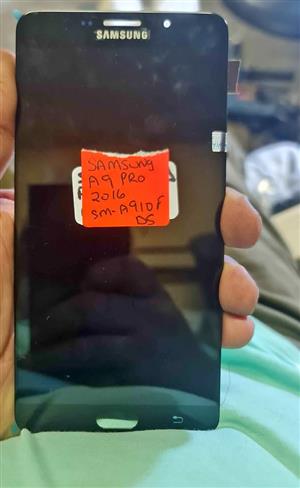 SAMSUNG
SAMSUNG
A9 PRO
2016
SM-A910F
DS